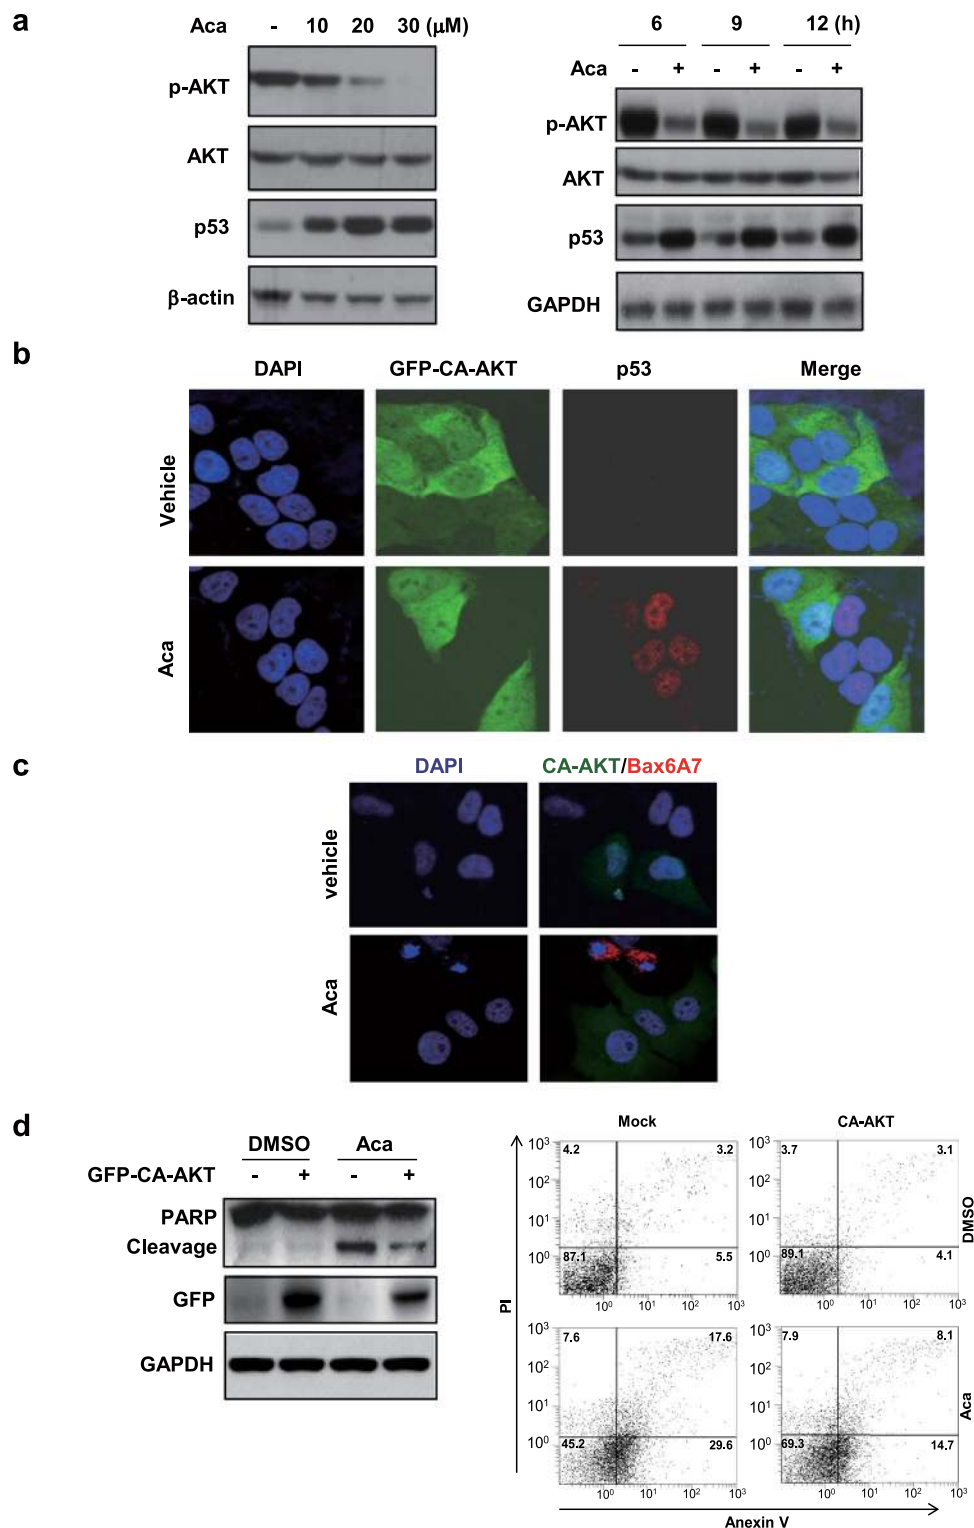 a
Aca - 10 20 30 (μM)
p-AKT
AKT
p53
β-actin
6 9 12 (h)
Aca - + - + - +
p-AKT
AKT
p53
GAPDH
b
DAPI GFP-CA-AKT p53 Merge
Vehicle
Aca
c
DAPI CA-AKT/Bax6A7
vehicle
Aca
d
DMSO Aca
GFP-CA-AKT - + - +
PARP
Cleavage
GFP
GAPDH
Mock CA-AKT
10³ 4.2 3.2 10³ 3.7 3.1
10² 10²
10¹ 10¹
10⁰ 87.1 5.5 10⁰ 89.1 4.1
10⁰ 10¹ 10² 10³ 10⁰ 10¹ 10² 10³
DMSO
PI
10³ 7.6 17.6 10³ 7.9 8.1
10² 10²
10¹ 10¹
10⁰ 45.2 29.6 10⁰ 69.3 14.7
10⁰ 10¹ 10² 10³ 10⁰ 10¹ 10² 10³
Aca
Anexin V